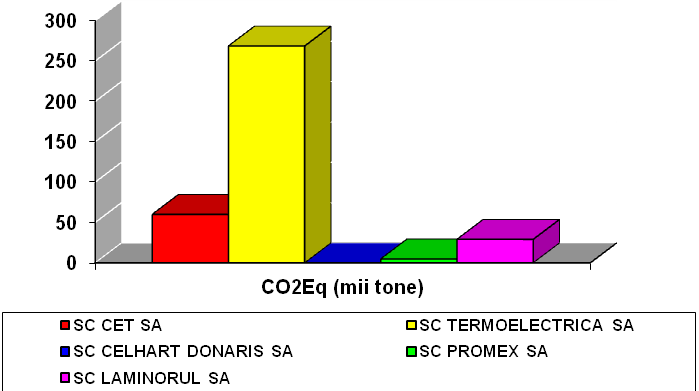 300
250
200
150
100
50
0
CO2Eq (mii tone)
SC CET SA
SC TERMOELECTRICA SA
SC CELHART DONARIS SA
SC PROMEX SA
SC LAMINORUL SA